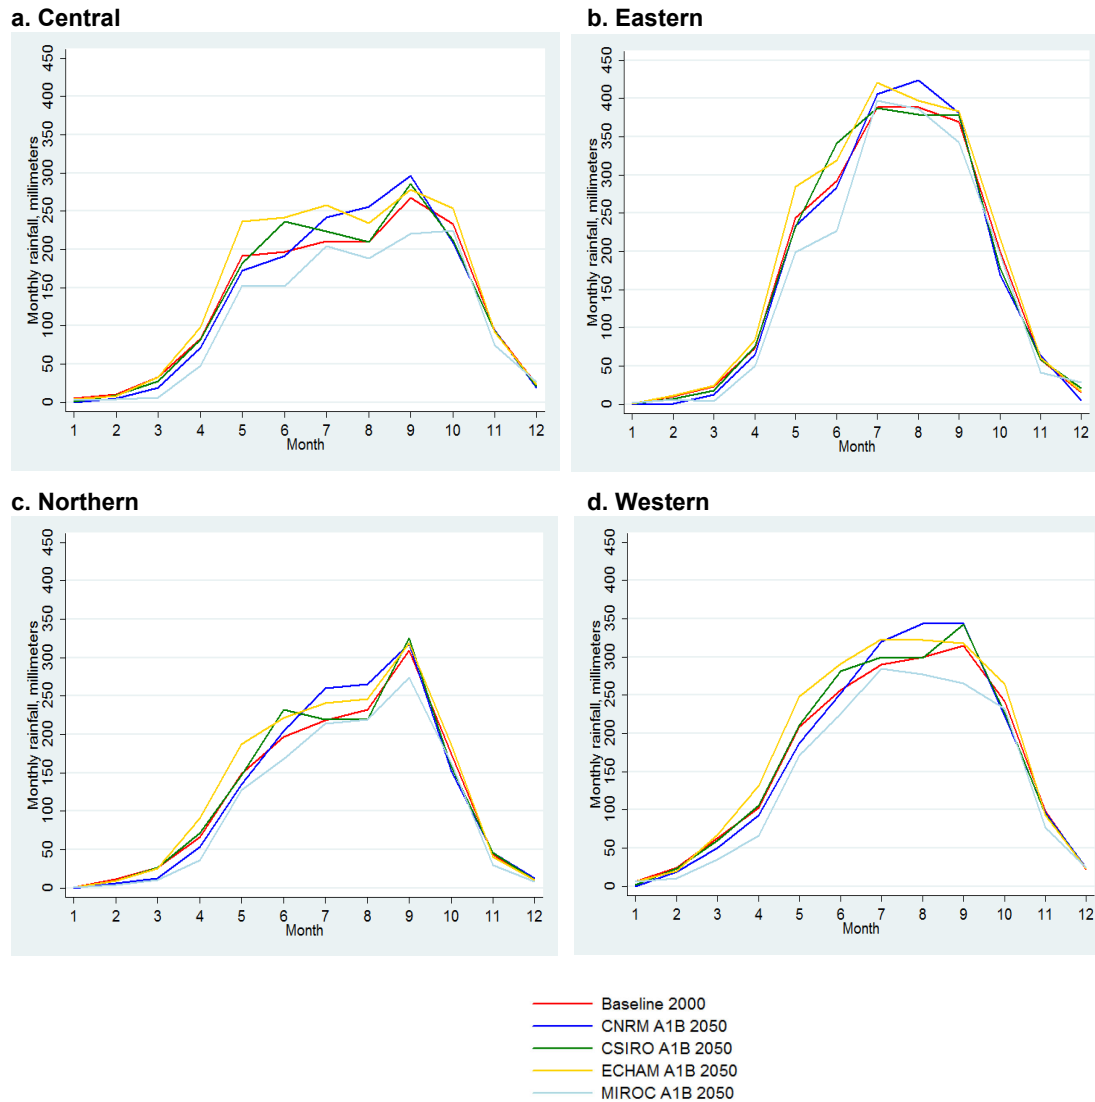 a. Central
Monthly rainfall, millimeters
0 50 100 150 200 250 300 350 400 450
1 2 3 4 5 6 7 8 9 10 11 12
Month
b. Eastern
Monthly rainfall, millimeters
0 50 100 150 200 250 300 350 400 450
1 2 3 4 5 6 7 8 9 10 11 12
Month
c. Northern
Monthly rainfall, millimeters
0 50 100 150 200 250 300 350 400 450
1 2 3 4 5 6 7 8 9 10 11 12
Month
d. Western
Monthly rainfall, millimeters
0 50 100 150 200 250 300 350 400 450
1 2 3 4 5 6 7 8 9 10 11 12
Month
Baseline 2000
CNRM A1B 2050
CSIRO A1B 2050
ECHAM A1B 2050
MIROC A1B 2050